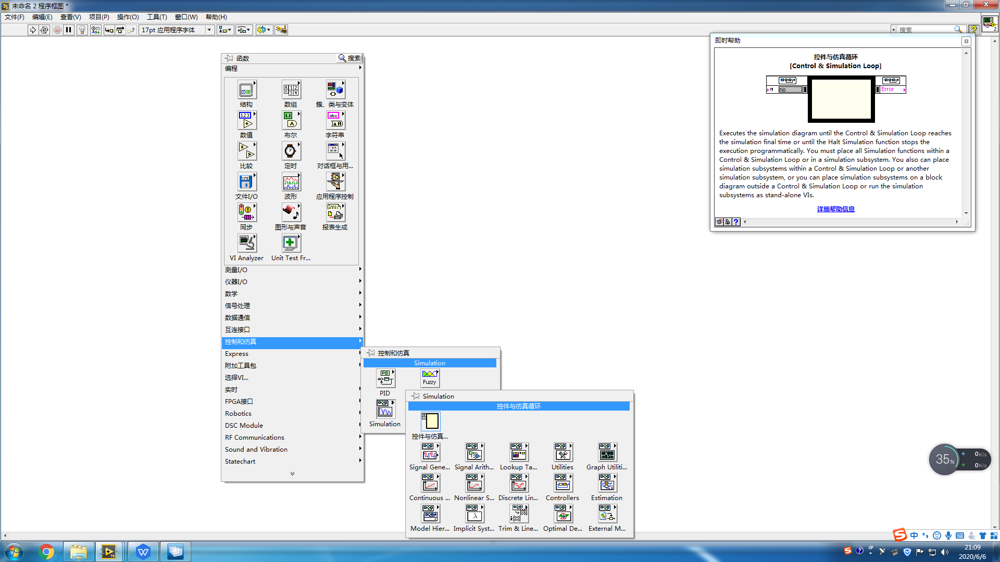 未命名 2 程序框图 *
文件(F) 编辑(E) 查看(V) 项目(P) 操作(O) 工具(T) 窗口(W) 帮助(H)
17pt 应用程序字体
搜索
2
函数
搜索
编程
结构 数组 簇、类与变体
数值 布尔 字符串
比较 定时 对话框与用...
文件I/O 波形 应用程序控制
同步 图形与声音 报表生成
VI Analyzer Unit Test Fr...
测量I/O
仪器I/O
数学
信号处理
数据通信
互连接口
控制和仿真
Express
附加工具包
选择VI...
实时
FPGA接口
Robotics
DSC Module
RF Communications
Sound and Vibration
Statechart
控制和仿真
Simulation
PID
Fuzzy
PID
Simulation
Simulation
控件与仿真循环
控件与仿真...
Signal Gene... Signal Arith... Lookup Ta... Utilities Graph Utiliti...
Continuous ... Nonlinear S... Discrete Lin... Controllers Estimation
Model Hier... Implicit Syst... Trim & Line... Optimal De... External M...
即时帮助
控件与仿真循环
[Control & Simulation Loop]
no
Error
Executes the simulation diagram until the Control & Simulation Loop reaches
the simulation final time or until the Halt Simulation function stops the
execution programmatically. You must place all Simulation functions within a
Control & Simulation Loop or in a simulation subsystem. You also can place
simulation subsystems within a Control & Simulation Loop or another
simulation subsystem, or you can place simulation subsystems on a block
diagram outside a Control & Simulation Loop or run the simulation
subsystems as stand-alone VIs.
详细帮助信息
35%
0K/s
0K/s
中
21:09
2020/6/6